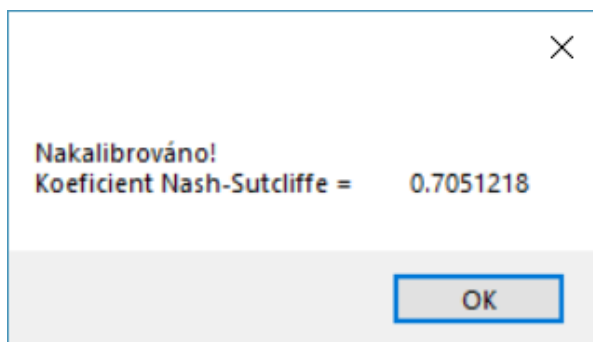 Nakalibrováno!
Koeficient Nash-Sutcliffe = 0.7051218
OK